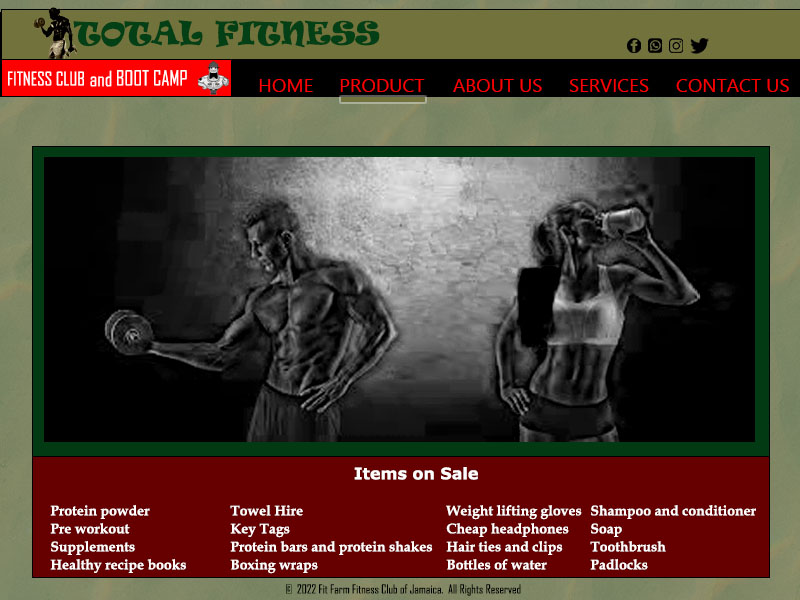 TOTAL FITNESS
FITNESS CLUB and BOOT CAMP
HOME PRODUCT ABOUT US SERVICES CONTACT US
Items on Sale
Protein powder Towel Hire Weight lifting gloves Shampoo and conditioner
Pre workout Key Tags Cheap headphones Soap
Supplements Protein bars and protein shakes Hair ties and clips Toothbrush
Healthy recipe books Boxing wraps Bottles of water Padlocks
© 2022 Fit Farm Fitness Club of Jamaica. All Rights Reserved